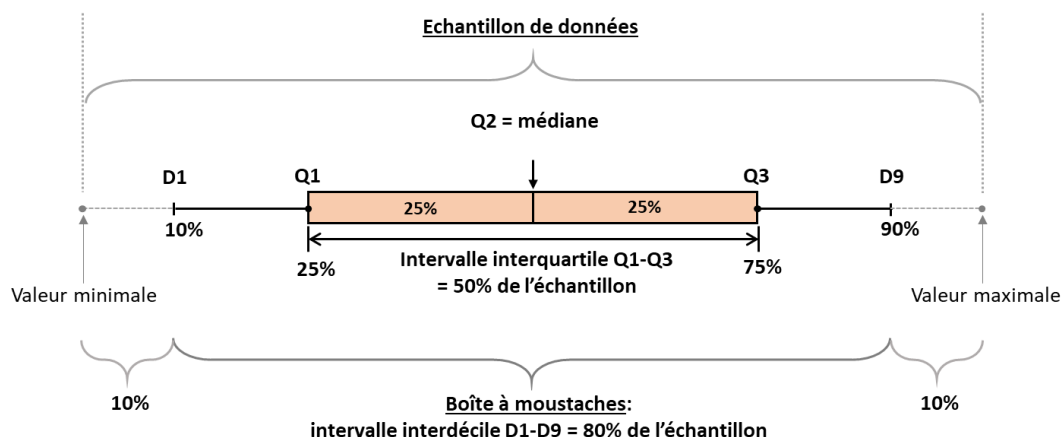 Echantillon de données
Q2 = médiane
D1 Q1 Q3 D9
25% 25%
10% 90%
25% Intervalle interquartile Q1-Q3 75%
= 50% de l’échantillon
Valeur minimale Valeur maximale
10% 10%
Boîte à moustaches:
intervalle interdécile D1-D9 = 80% de l’échantillon